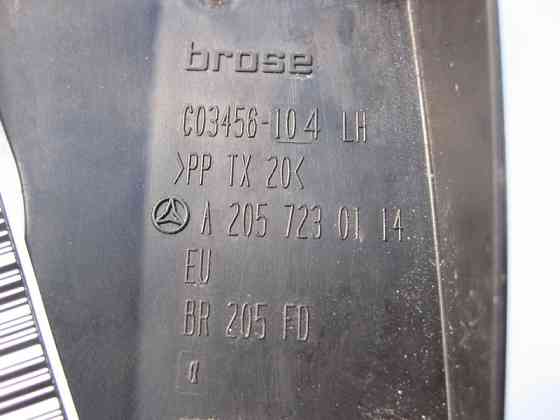 brose
C03456-104 LH
>PP TX 20<
A 205 723 01 14
EU
BR 205 FD